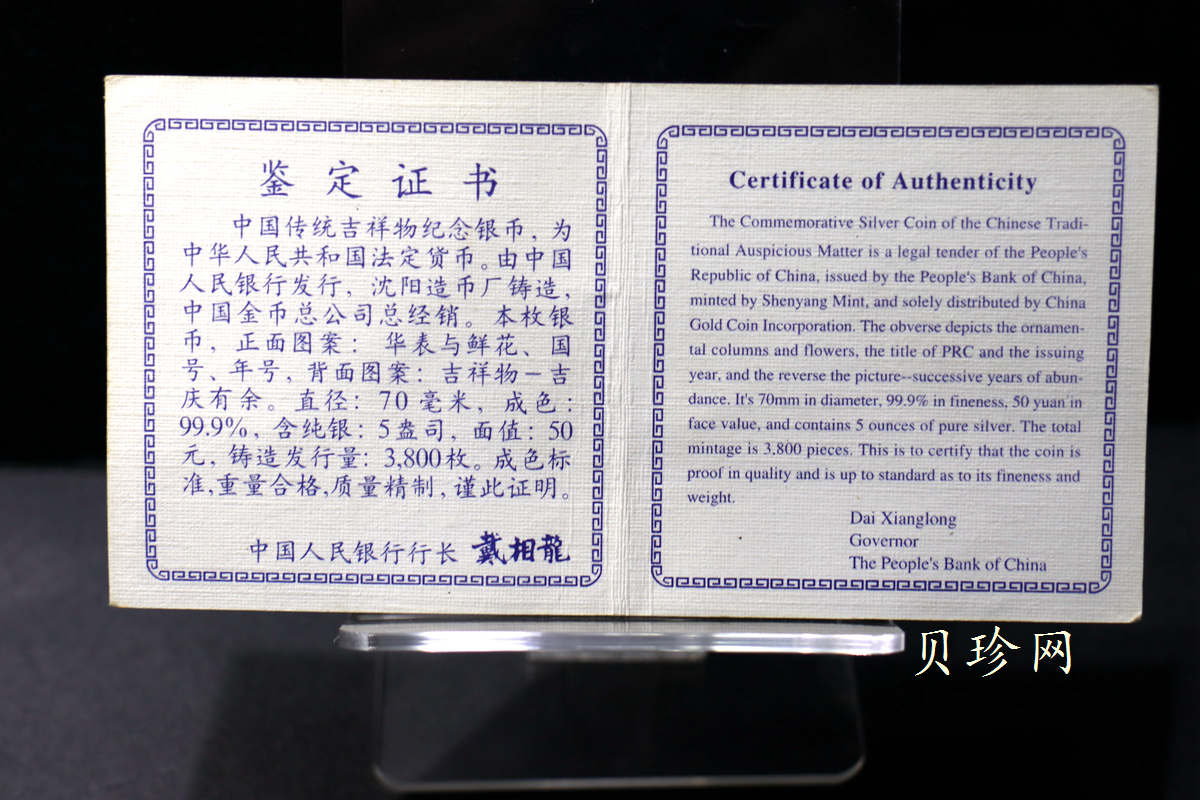 鉴定证书
中国传统吉祥物纪念银币，为
中华人民共和国法定货币。由中国
人民银行发行，沈阳造币厂铸造，
中国金币总公司总经销。本枚银
币，正面图案：华表与鲜花、国
号、年号，背面图案：吉祥物－吉
庆有余。直径：70毫米，成色：
99.9%，含纯银：5盎司，面值：50
元，铸造发行量：3,800枚。成色标
准,重量合格,质量精制，谨此证明。
中国人民银行行长 戴相龍
Certificate of Authenticity
The Commemorative Silver Coin of the Chinese Tradi-
tional Auspicious Matter is a legal tender of the People's
Republic of China, issued by the People's Bank of China,
minted by Shenyang Mint, and solely distributed by China
Gold Coin Incorporation. The obverse depicts the ornamen-
tal columns and flowers, the title of PRC and the issuing
year, and the reverse the picture--successive years of abun-
dance. It's 70mm in diameter, 99.9% in fineness, 50 yuan in
face value, and contains 5 ounces of pure silver. The total
mintage is 3,800 pieces. This is to certify that the coin is
proof in quality and is up to standard as to its fineness and
weight.
Dai Xianglong
Governor
The People's Bank of China
贝珍网